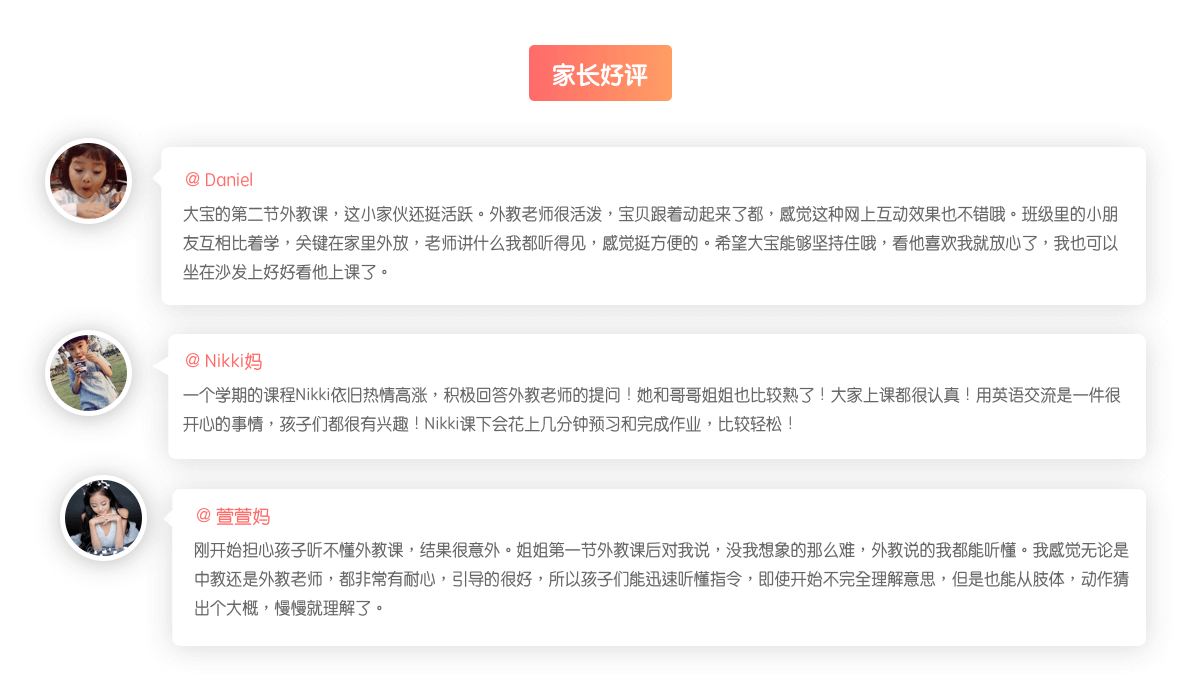 家长好评
@ Daniel
大宝的第二节外教课，这小家伙还挺活跃。外教老师很活泼，宝贝跟着动起来了都，感觉这种网上互动效果也不错哦。班级里的小朋
友互相比着学，关键在家里外放，老师讲什么我都听得见，感觉挺方便的。希望大宝能够坚持住哦，看他喜欢我就放心了，我也可以
坐在沙发上好好看他上课了。
@ Nikki妈
一个学期的课程Nikki依旧热情高涨，积极回答外教老师的提问！她和哥哥姐姐也比较熟了！大家上课都很认真！用英语交流是一件很
开心的事情，孩子们都很有兴趣！Nikki课下会花上几分钟预习和完成作业，比较轻松！
@ 萱萱妈
刚开始担心孩子听不懂外教课，结果很意外。姐姐第一节外教课后对我说，没我想象的那么难，外教说的我都能听懂。我感觉无论是
中教还是外教老师，都非常有耐心，引导的很好，所以孩子们能迅速听懂指令，即使开始不完全理解意思，但是也能从肢体，动作猜
出个大概，慢慢就理解了。